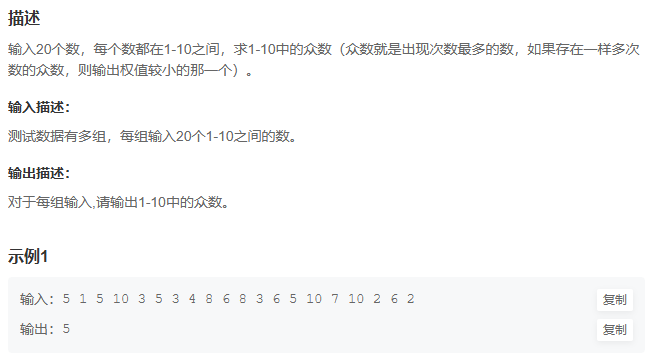 描述
输入20个数，每个数都在1-10之间，求1-10中的众数（众数就是出现次数最多的数，如果存在一样多次
数的众数，则输出权值较小的那一个）。
输入描述：
测试数据有多组，每组输入20个1-10之间的数。
输出描述：
对于每组输入,请输出1-10中的众数。
示例1
输入：5 1 5 10 3 5 3 4 8 6 8 3 6 5 10 7 10 2 6 2
复制
输出：5
复制